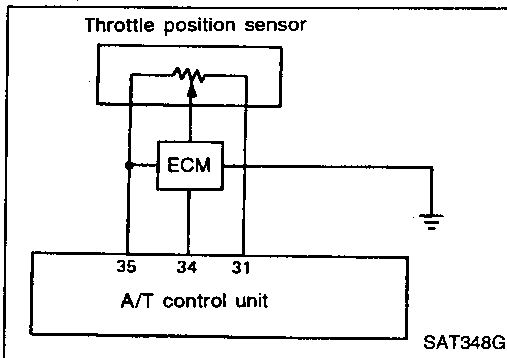 Throttle position sensor
ECM
35 34 31
A/T control unit
SAT348G